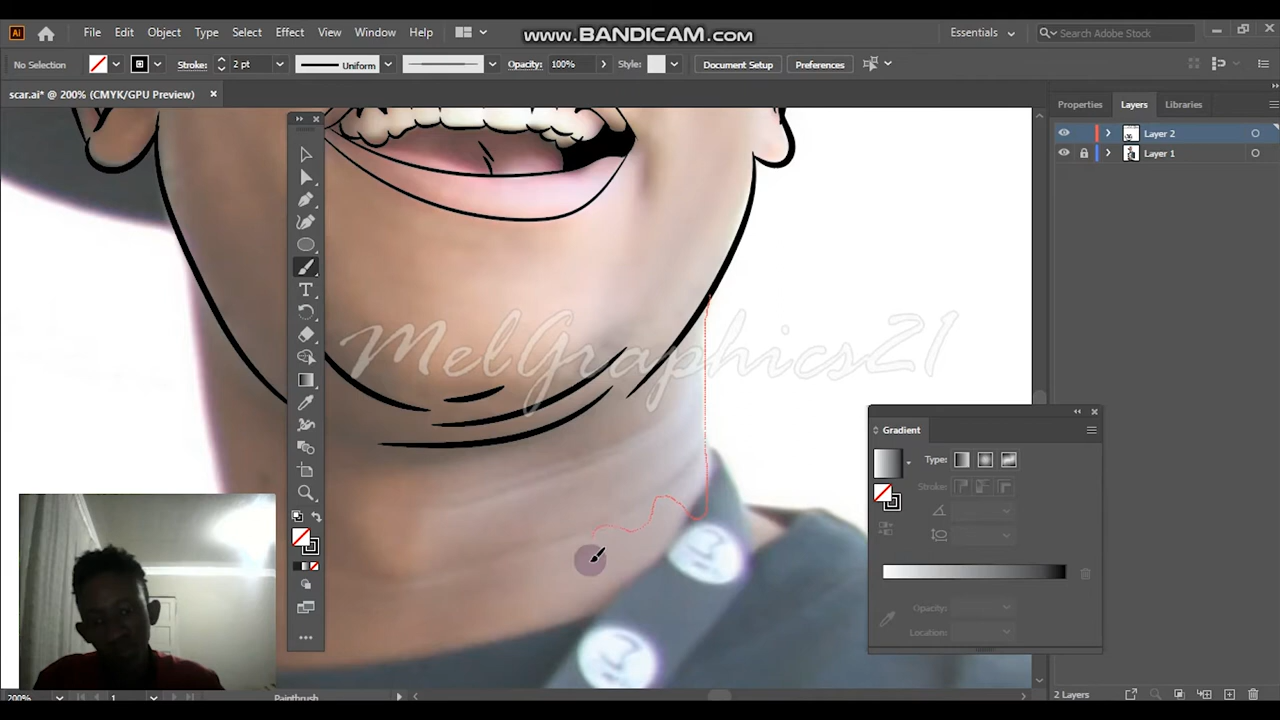 www.BANDICAM.com
Ai File Edit Object Type Select Effect View Window Help Essentials Search Adobe Stock
No Selection Stroke: 2 pt Uniform Opacity: 100% Style: Document Setup Preferences
scar.ai* @ 200% (CMYK/GPU Preview)
Properties Layers Libraries
Layer 2
Layer 1
MelGraphics21
Gradient
Type:
Stroke:
Opacity:
Location:
200% 1 Paintbrush 2 Layers